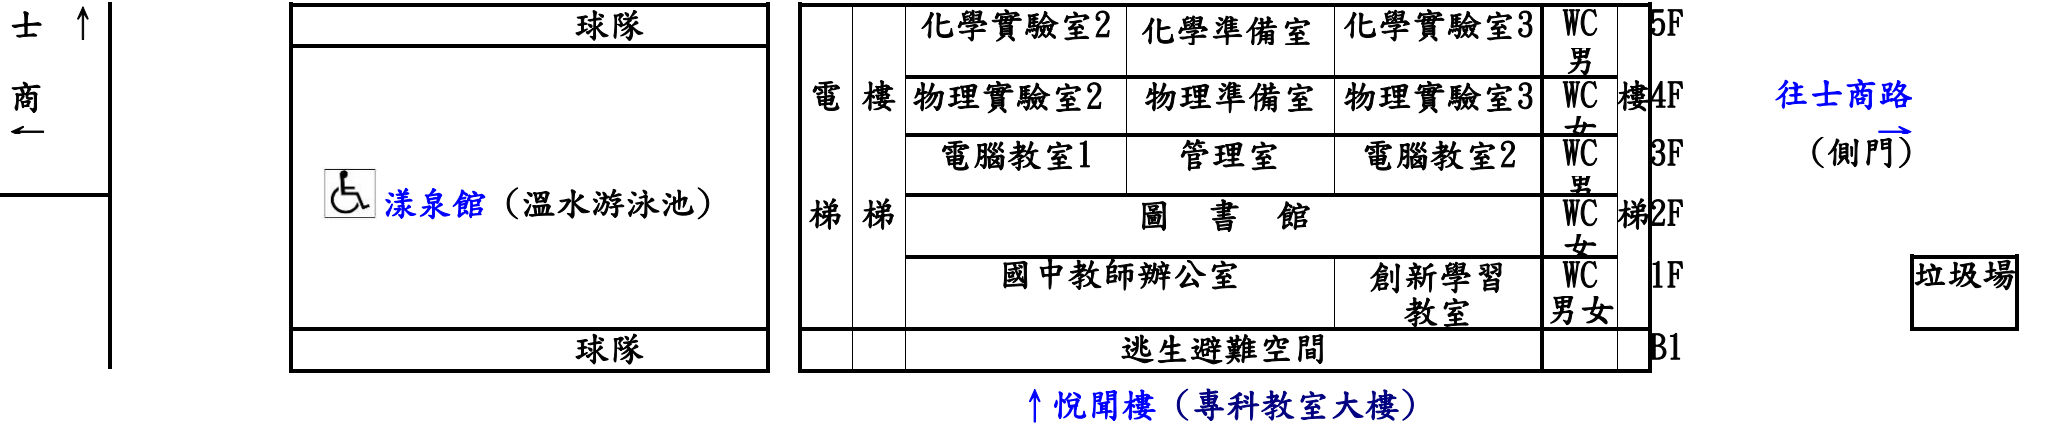 士 ↑
商
←
球隊
漾泉館（溫水游泳池）
球隊
電 樓
梯 梯
化學實驗室2 化學準備室 化學實驗室3 WC 男 5F
物理實驗室2 物理準備室 物理實驗室3 WC 女 樓 4F
電腦教室1 管理室 電腦教室2 WC 男 3F
圖 書 館 WC 女 梯 2F
國中教師辦公室 創新學習 WC 1F
教室 男女
逃生避難空間 B1
↑悅聞樓（專科教室大樓）
往士商路
→
（側門）
垃圾場